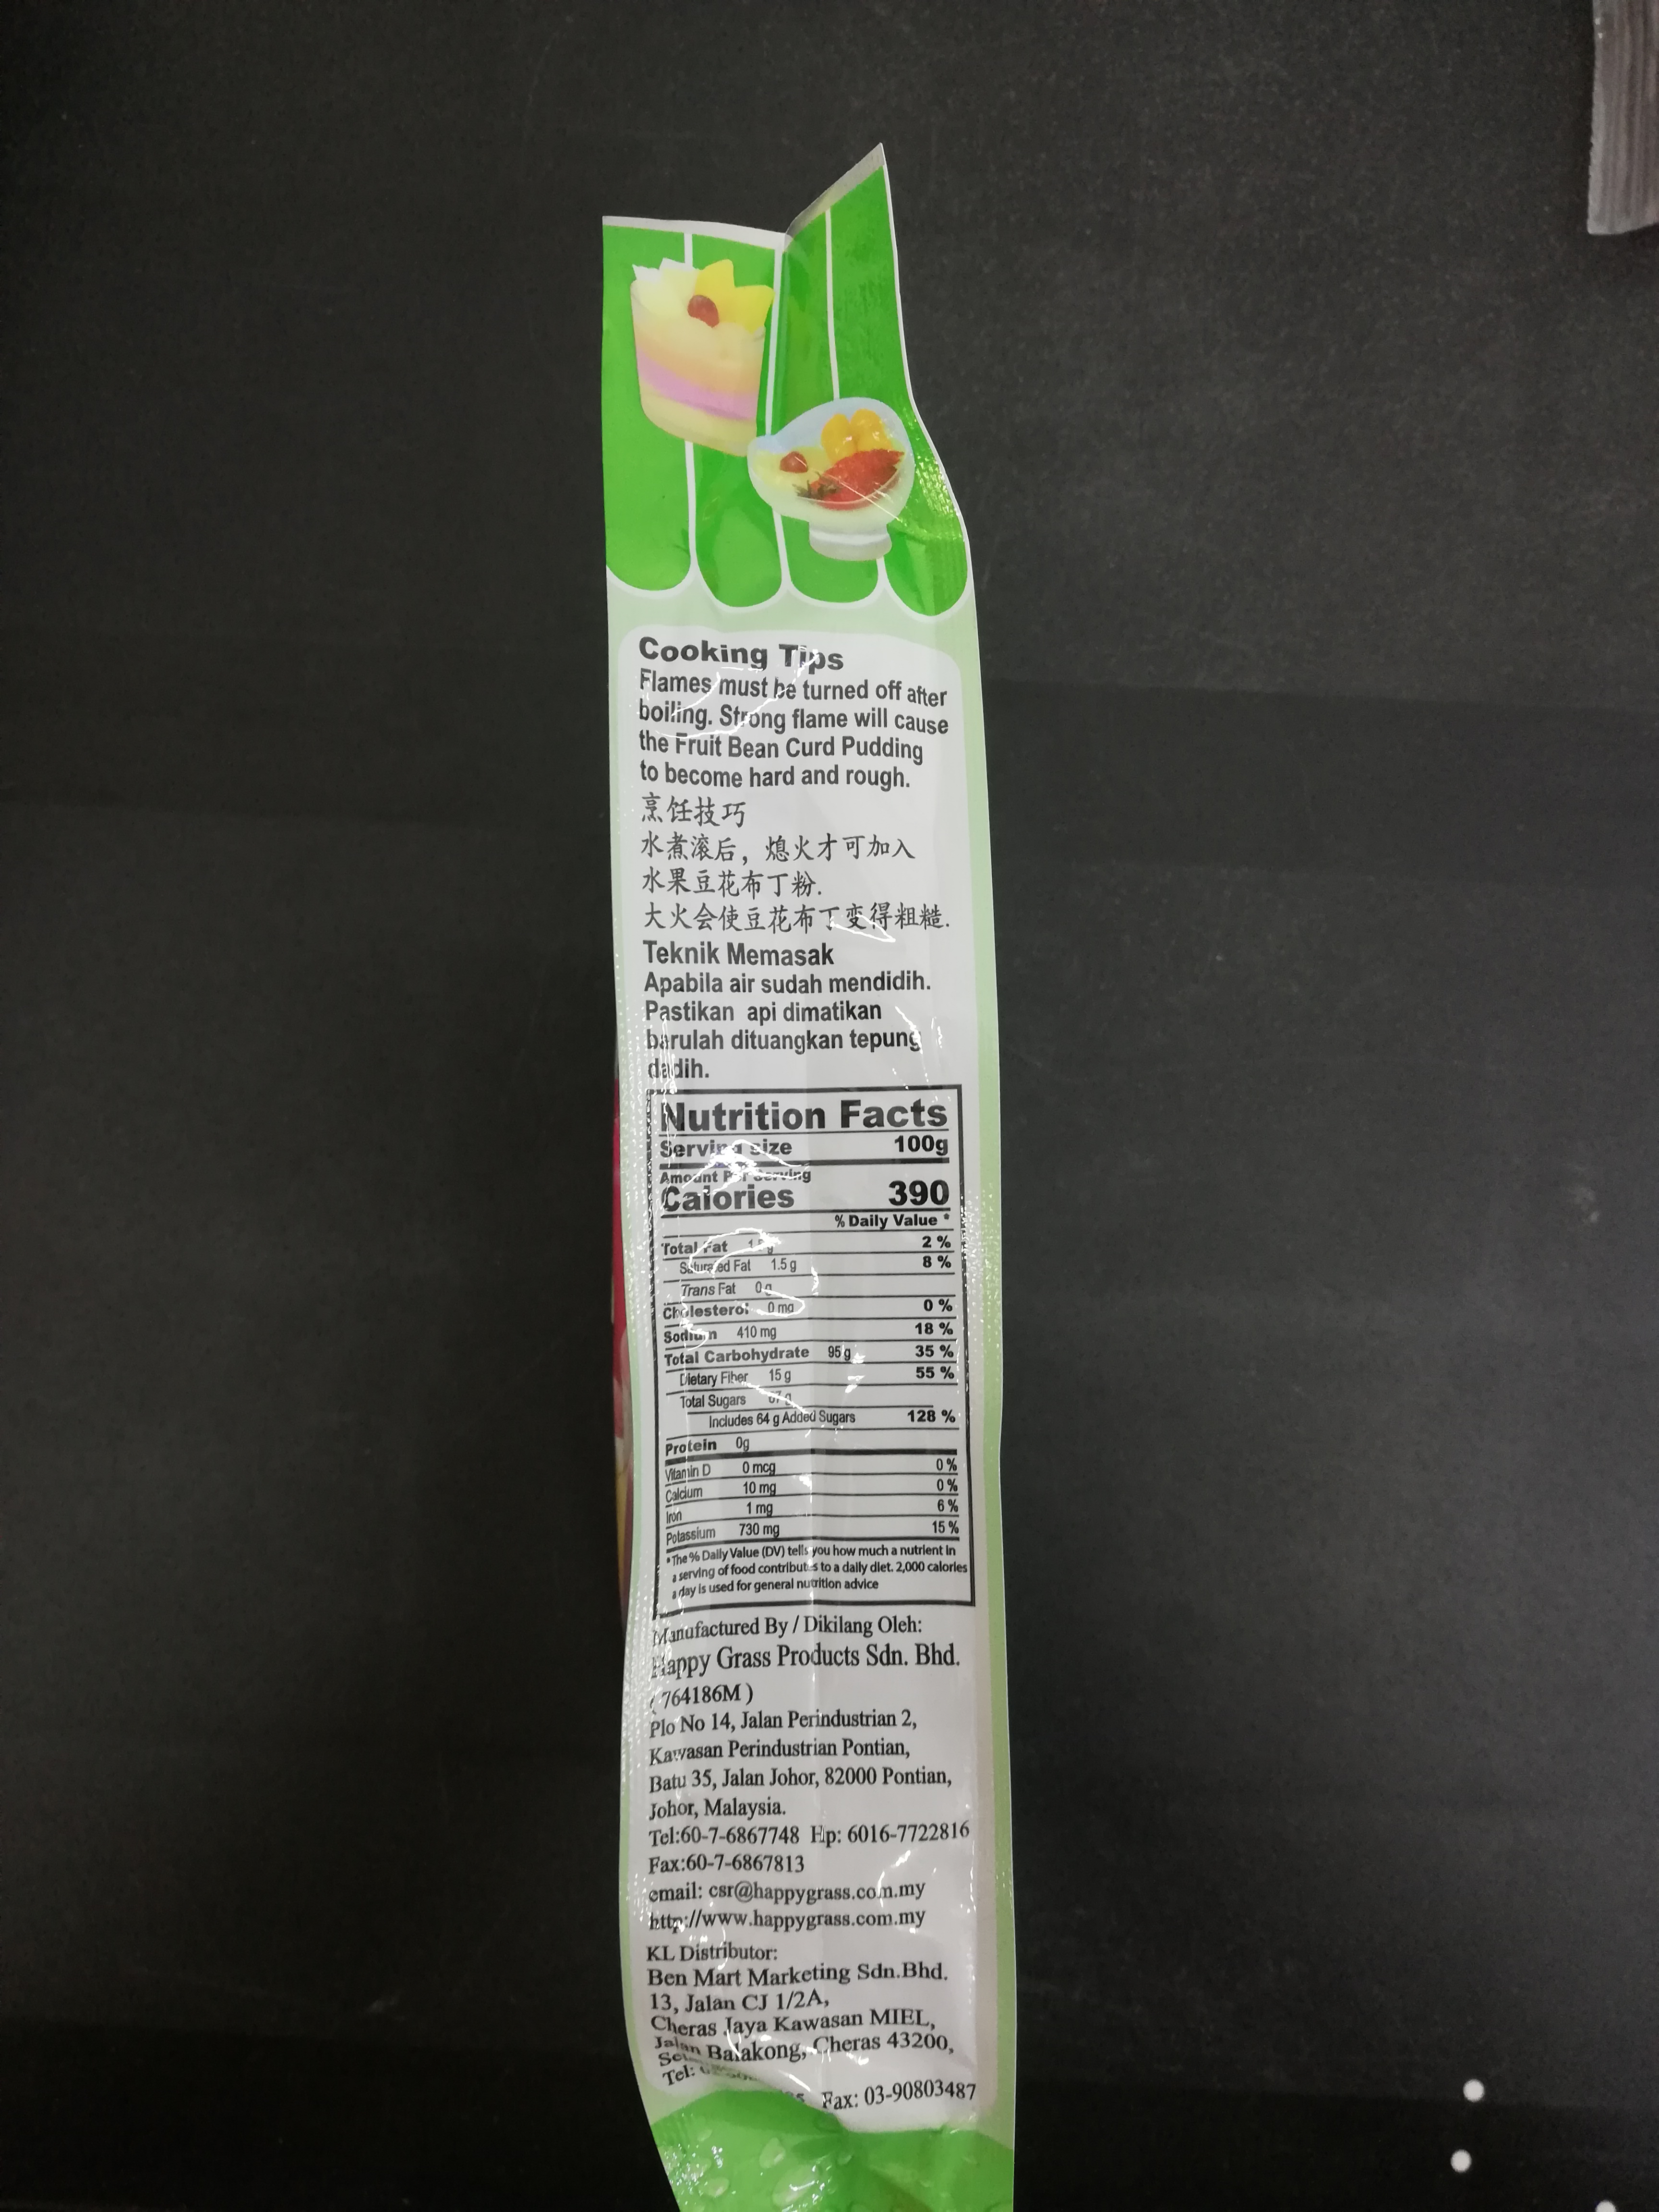 Cooking Tips
Flames must be turned off after
boiling. Strong flame will cause
the Fruit Bean Curd Pudding
to become hard and rough.
烹饪技巧
水煮滚后，熄火才可加入
水果豆花布丁粉.
大火会使豆花布丁变得粗糙.
Teknik Memasak
Apabila air sudah mendidih.
Pastikan api dimatikan
barulah dituangkan tepung
dadih.
Nutrition Facts
Serving size 100g
Amount Per Serving
Calories 390
% Daily Value *
Total Fat 2 %
Saturated Fat 1.5 g 8 %
Trans Fat 0 g
Cholesterol 0 mg 0 %
Sodium 410 mg 18 %
Total Carbohydrate 95 g 35 %
Dietary Fiber 15 g 55 %
Total Sugars
Includes 64 g Added Sugars 128 %
Protein 0g
Vitamin D 0 mcg 0 %
Calcium 10 mg 0 %
Iron 1 mg 6 %
Potassium 730 mg 15 %
*The % Daily Value (DV) tells you how much a nutrient in
a serving of food contributes to a daily diet. 2,000 calories
a day is used for general nutrition advice
Manufactured By / Dikilang Oleh:
Happy Grass Products Sdn. Bhd.
( 764186M )
Plo No 14, Jalan Perindustrian 2,
Kawasan Perindustrian Pontian,
Batu 35, Jalan Johor, 82000 Pontian,
Johor, Malaysia.
Tel:60-7-6867748 Hp: 6016-7722816
Fax:60-7-6867813
email: csr@happygrass.com.my
http://www.happygrass.com.my
KL Distributor:
Ben Mart Marketing Sdn.Bhd.
13, Jalan CJ 1/2A,
Cheras Jaya Kawasan MIEL,
Jalan Balakong, Cheras 43200,
Tel: Fax: 03-90803487